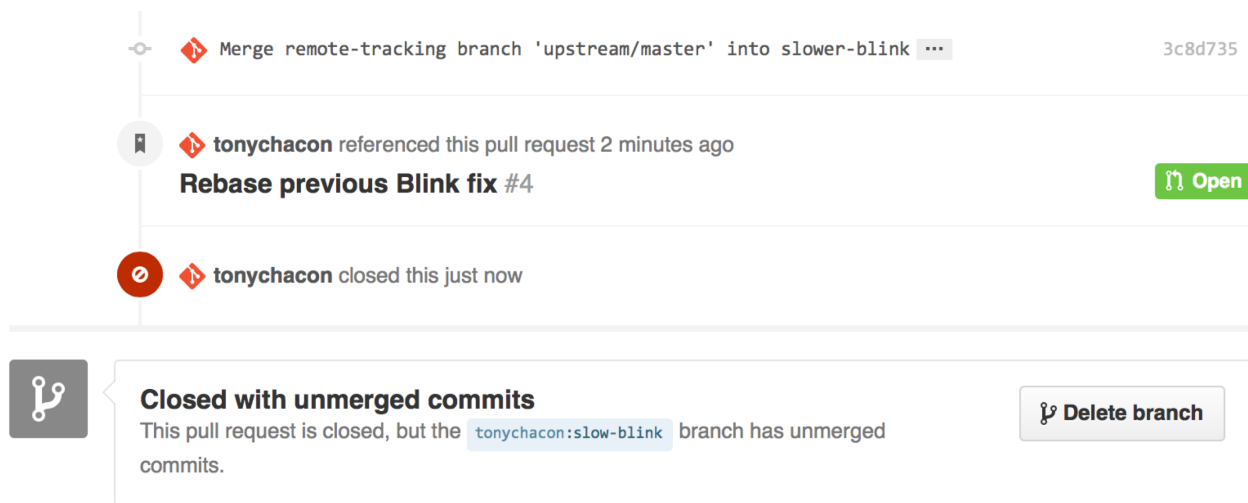 Merge remote-tracking branch 'upstream/master' into slower-blink ... 3c8d735
tonychacon referenced this pull request 2 minutes ago
Rebase previous Blink fix #4 Open
tonychacon closed this just now
Closed with unmerged commits
Delete branch
This pull request is closed, but the tonychacon:slow-blink branch has unmerged
commits.